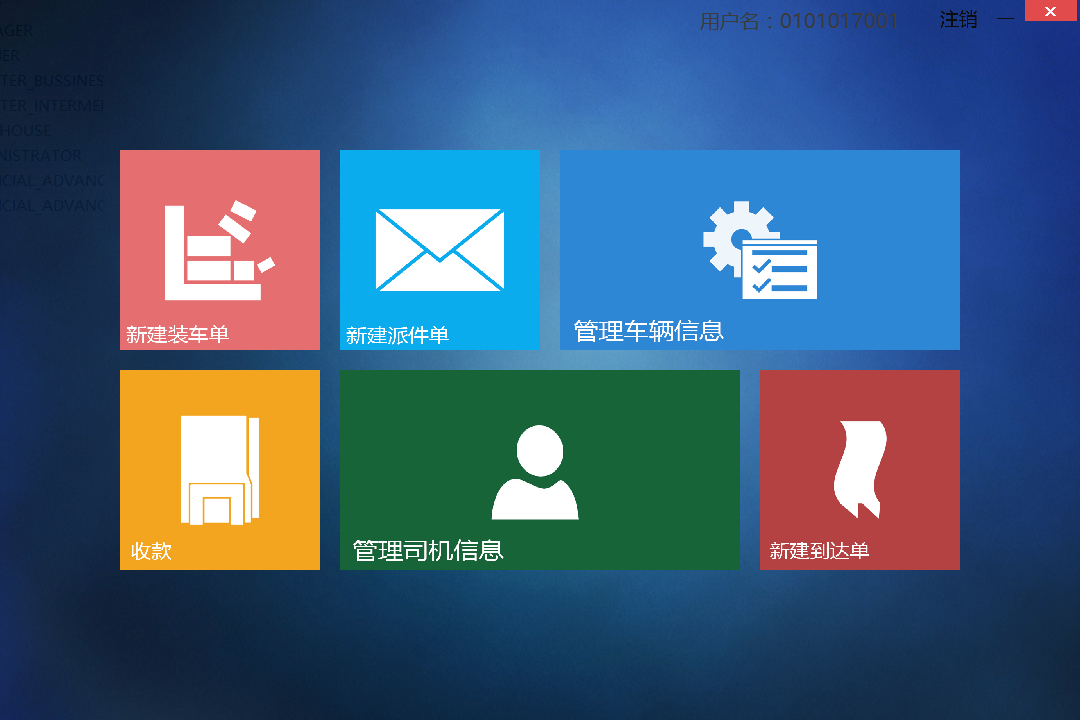 用户名：0101017001 注销
AGER
ER
TER_BUSSINES
TER_INTERME
HOUSE
NISTRATOR
CIAL_ADVANC
CIAL_ADVANC
新建装车单
新建派件单
管理车辆信息
收款
管理司机信息
新建到达单